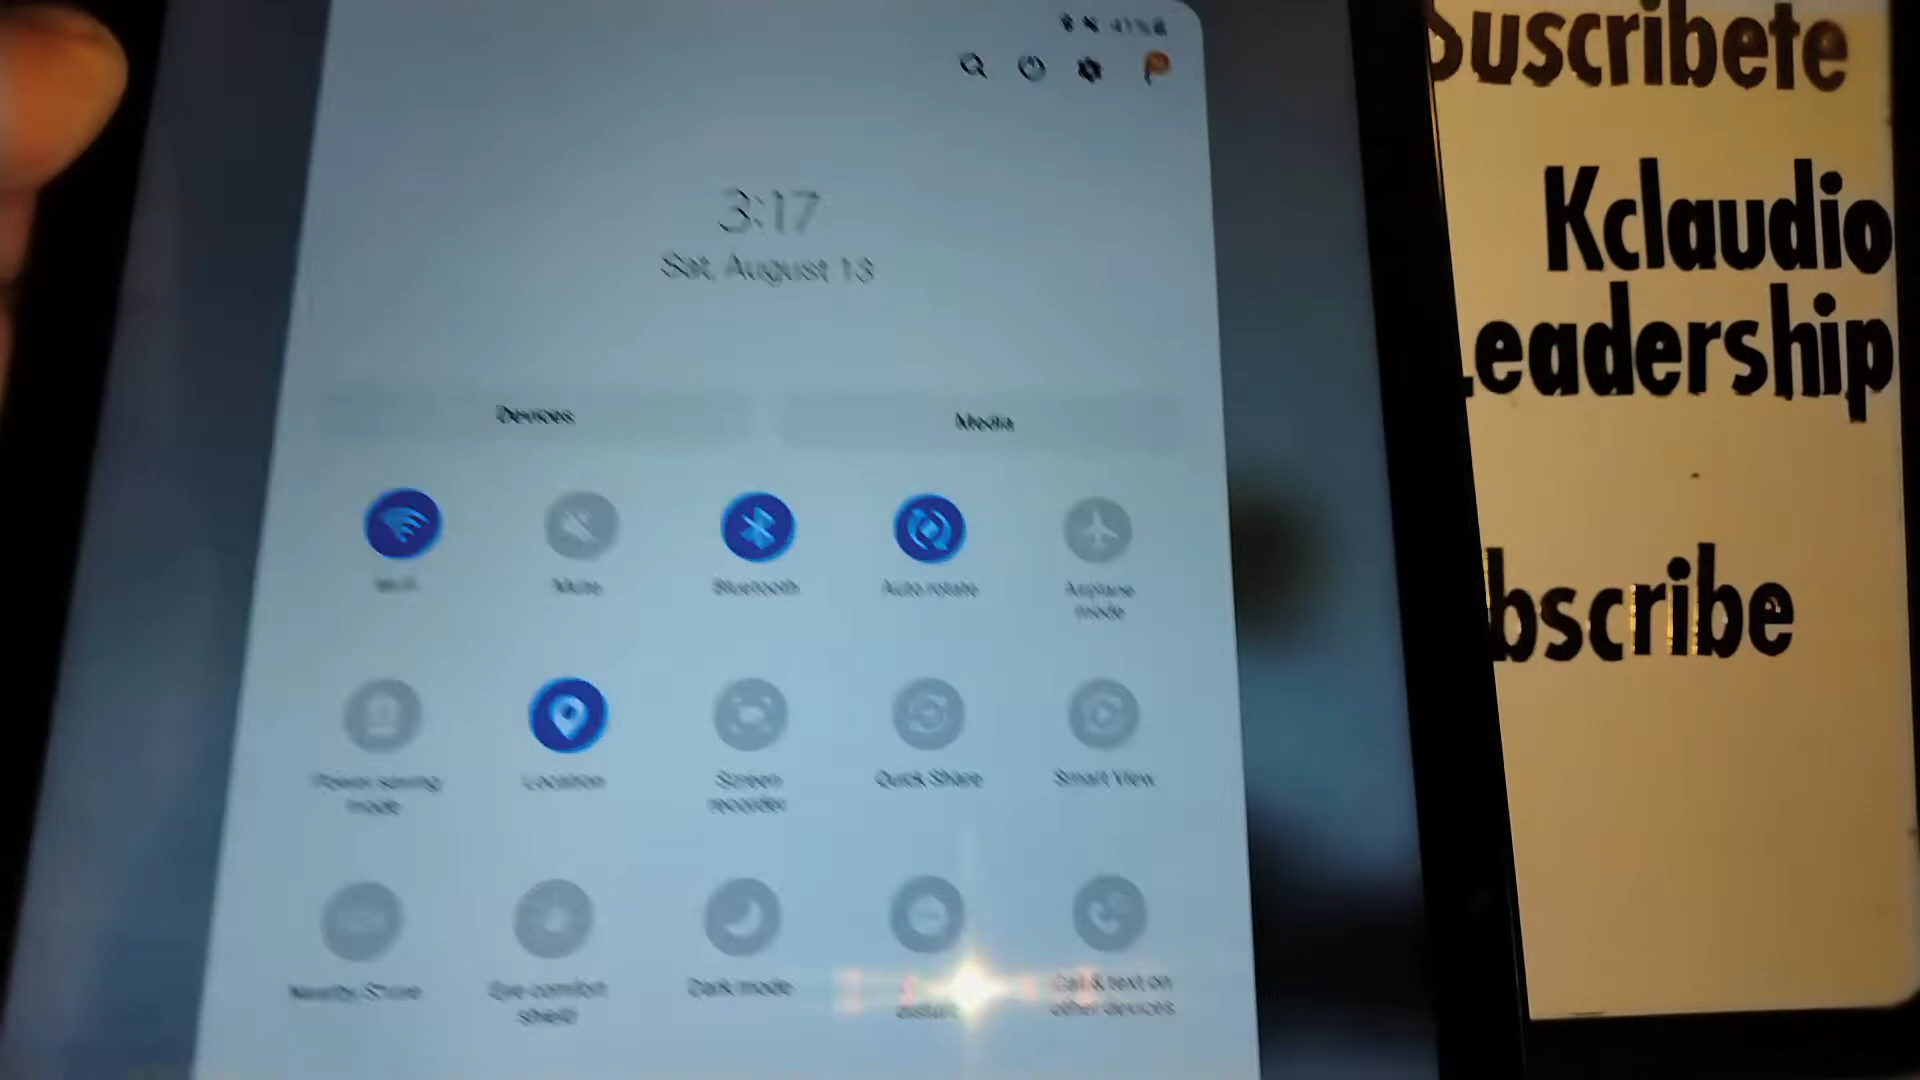 41%
3:17
Sat, August 13
Devices
Media
Wi-Fi
Mute
Bluetooth
Auto rotate
Airplane
mode
Power saving
mode
Location
Screen
recorder
Quick Share
Smart View
Nearby Share
Eye comfort
shield
Dark mode
Call & text on
other devices
Suscribete
Kclaudio
Leadership
bscribe